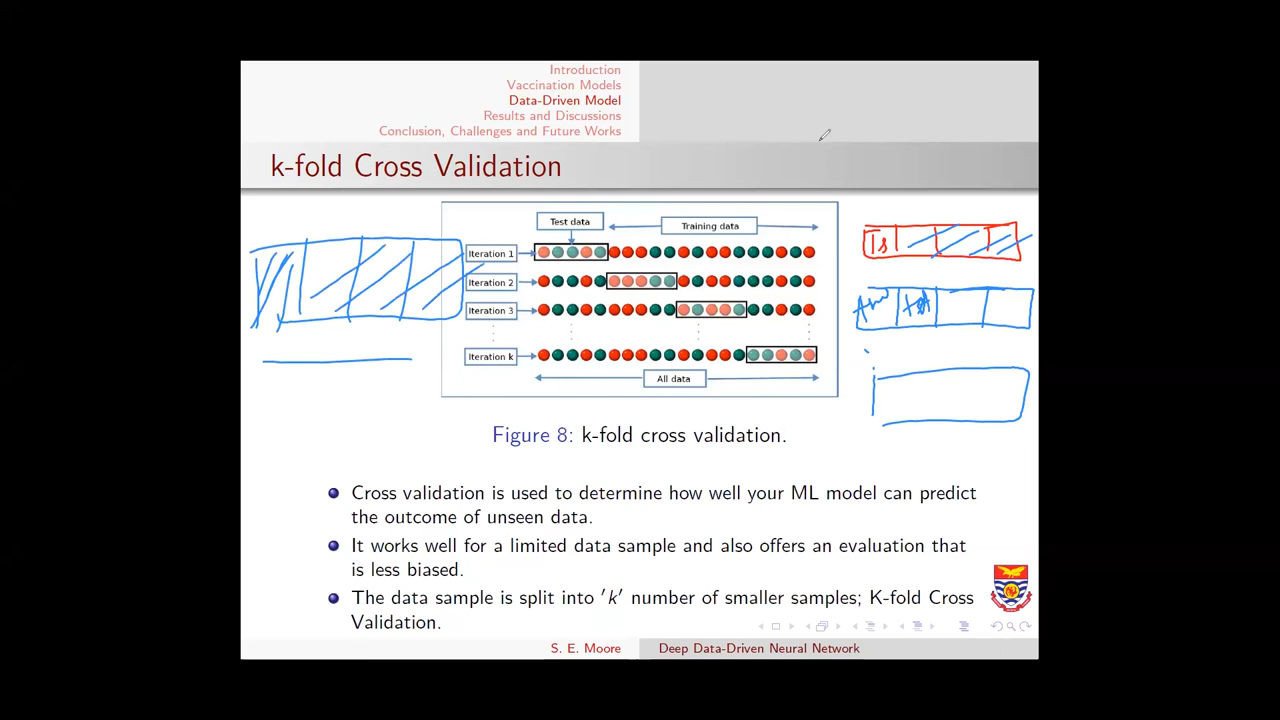 Introduction
Vaccination Models
Data-Driven Model
Results and Discussions
Conclusion, Challenges and Future Works
k-fold Cross Validation
Test data
Training data
Iteration 1
Iteration 2
Iteration 3
Iteration k
All data
Ts
Figure 8: k-fold cross validation.
Cross validation is used to determine how well your ML model can predict
the outcome of unseen data.
It works well for a limited data sample and also offers an evaluation that
is less biased.
The data sample is split into 'k' number of smaller samples; K-fold Cross
Validation.
S. E. Moore
Deep Data-Driven Neural Network